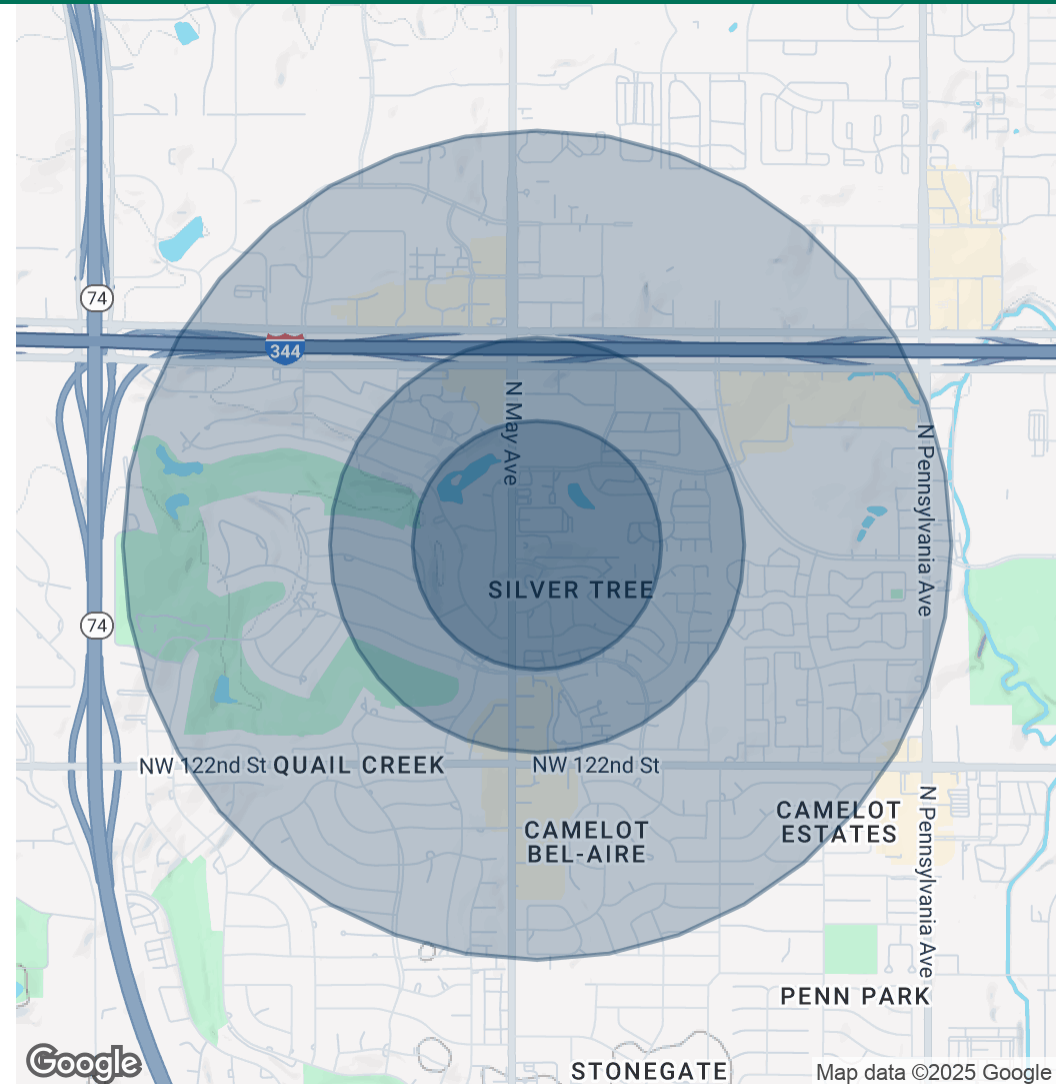 74
344
N May Ave
N Pennsylvania Ave
SILVER TREE
74
NW 122nd St
QUAIL CREEK
NW 122nd St
CAMELOT
BEL-AIRE
CAMELOT
ESTATES
N Pennsylvania Ave
PENN PARK
STONEGATE
Google
Map data ©2025 Google